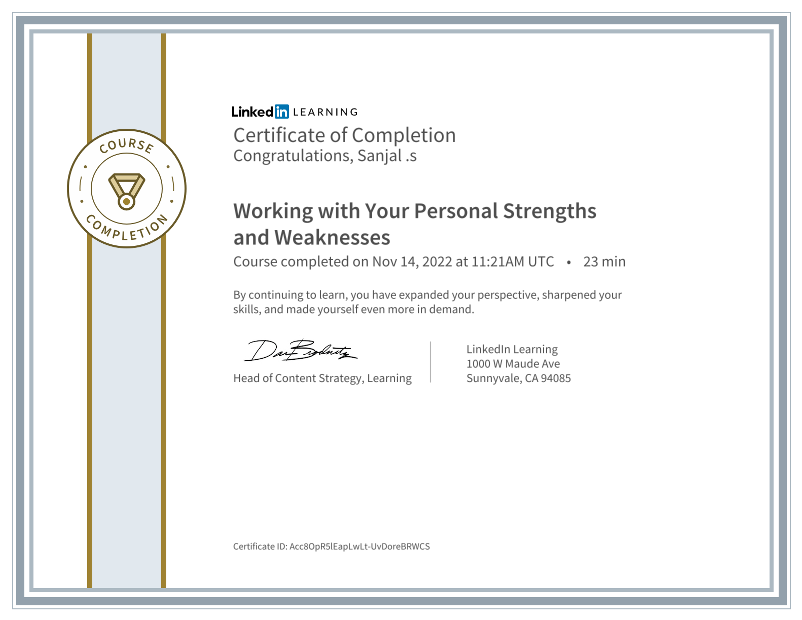 Linked in LEARNING
Certificate of Completion
Congratulations, Sanjal .s
COURSE
COMPLETION
Working with Your Personal Strengths
and Weaknesses
Course completed on Nov 14, 2022 at 11:21AM UTC • 23 min
By continuing to learn, you have expanded your perspective, sharpened your
skills, and made yourself even more in demand.
Head of Content Strategy, Learning
LinkedIn Learning
1000 W Maude Ave
Sunnyvale, CA 94085
Certificate ID: Acc8OpR5lEapLwLt-UvDoreBRWCS